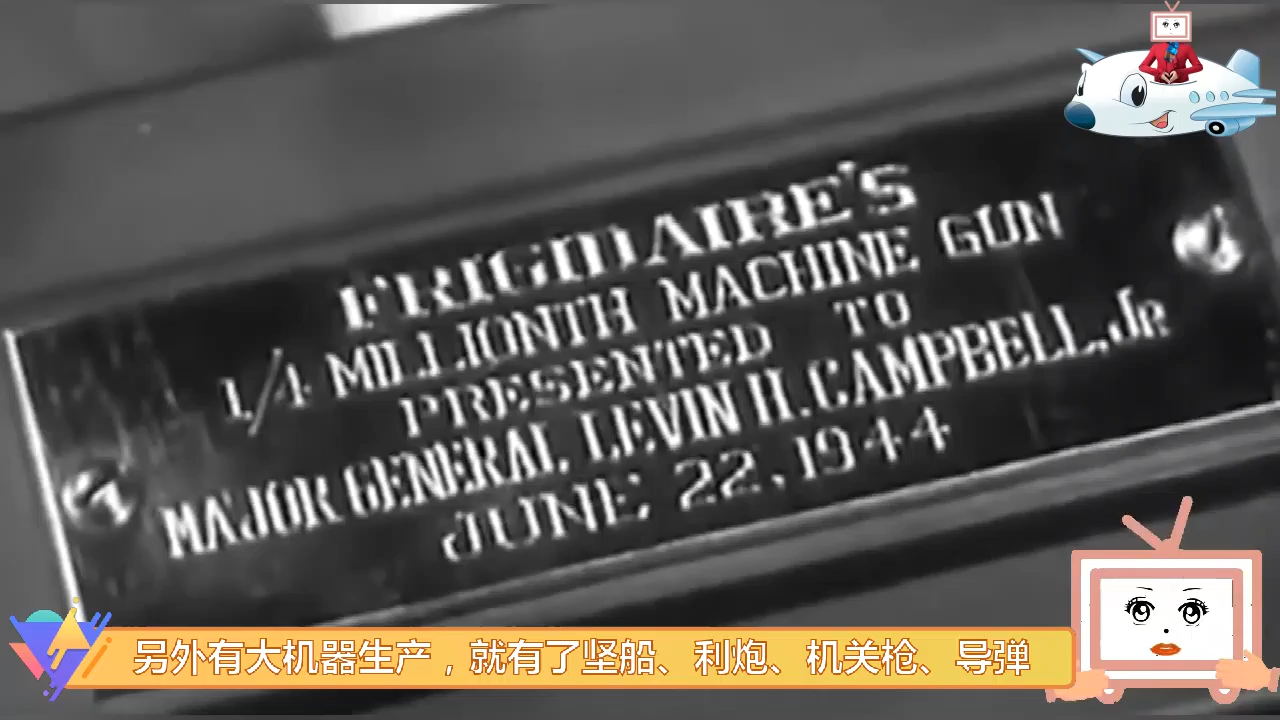 FRIGIDAIRE'S
1/4 MILLIONTH MACHINE GUN
PRESENTED TO
MAJOR GENERAL LEVIN H. CAMPBELL, JR
JUNE 22, 1944
另外有大机器生产，就有了坚船、利炮、机关枪、导弹